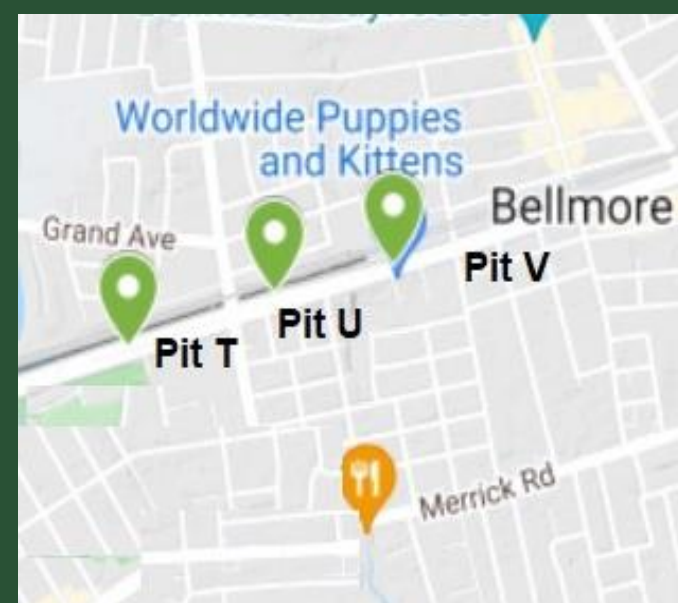 Worldwide Puppies
and Kittens
Grand Ave
Bellmore
Pit V
Pit U
Pit T
Merrick Rd